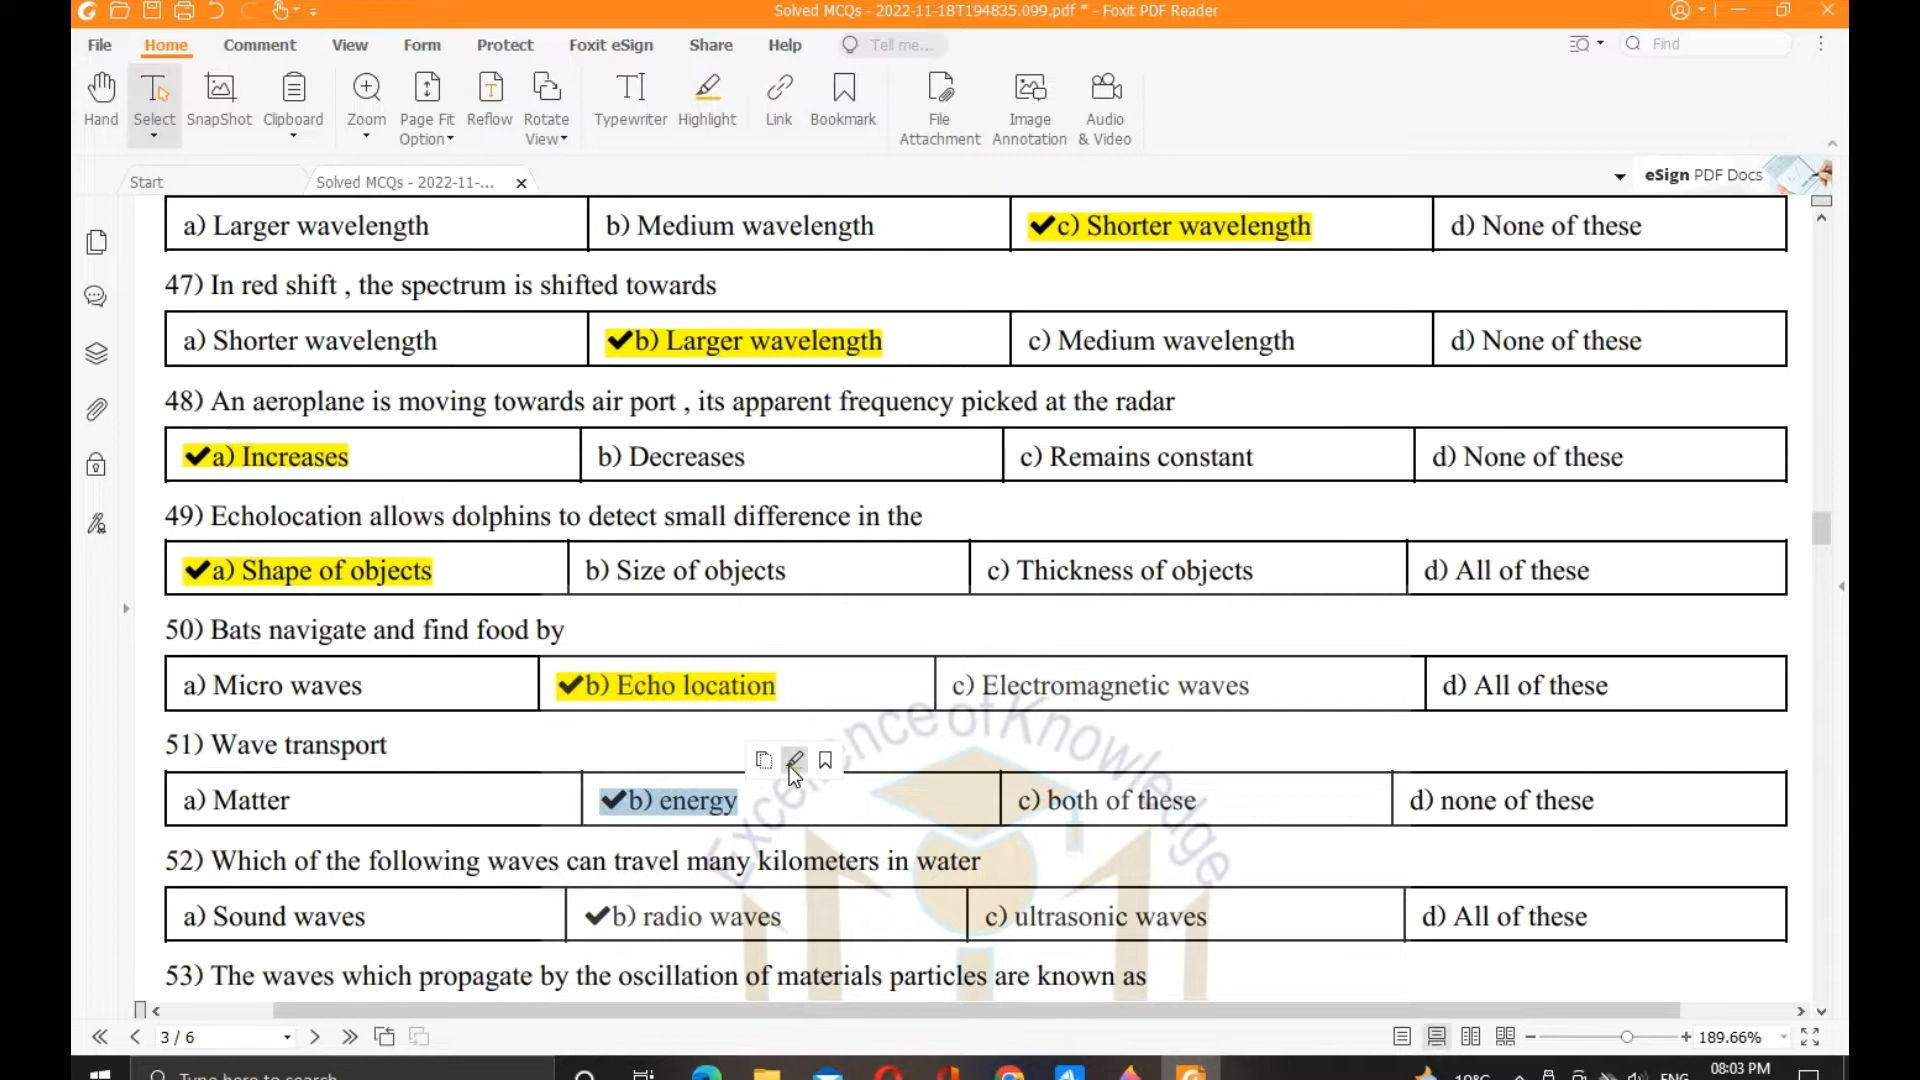 Solved MCQs - 2022-11-18T194835.099.pdf * - Foxit PDF Reader
File Home Comment View Form Protect Foxit eSign Share Help Tell me... Find
Hand Select SnapShot Clipboard Zoom Page Fit Option Reflow Rotate View Typewriter Highlight Link Bookmark File Attachment Image Annotation Audio & Video
Start Solved MCQs - 2022-11-... eSign PDF Docs
a) Larger wavelength b) Medium wavelength ✔c) Shorter wavelength d) None of these
47) In red shift , the spectrum is shifted towards
a) Shorter wavelength ✔b) Larger wavelength c) Medium wavelength d) None of these
48) An aeroplane is moving towards air port , its apparent frequency picked at the radar
✔a) Increases b) Decreases c) Remains constant d) None of these
49) Echolocation allows dolphins to detect small difference in the
✔a) Shape of objects b) Size of objects c) Thickness of objects d) All of these
50) Bats navigate and find food by
a) Micro waves ✔b) Echo location c) Electromagnetic waves d) All of these
51) Wave transport
a) Matter ✔b) energy c) both of these d) none of these
52) Which of the following waves can travel many kilometers in water
a) Sound waves ✔b) radio waves c) ultrasonic waves d) All of these
53) The waves which propagate by the oscillation of materials particles are known as
Excellence of Knowledge
3 / 6 189.66%
Type here to search 19°C ENG 08:03 PM